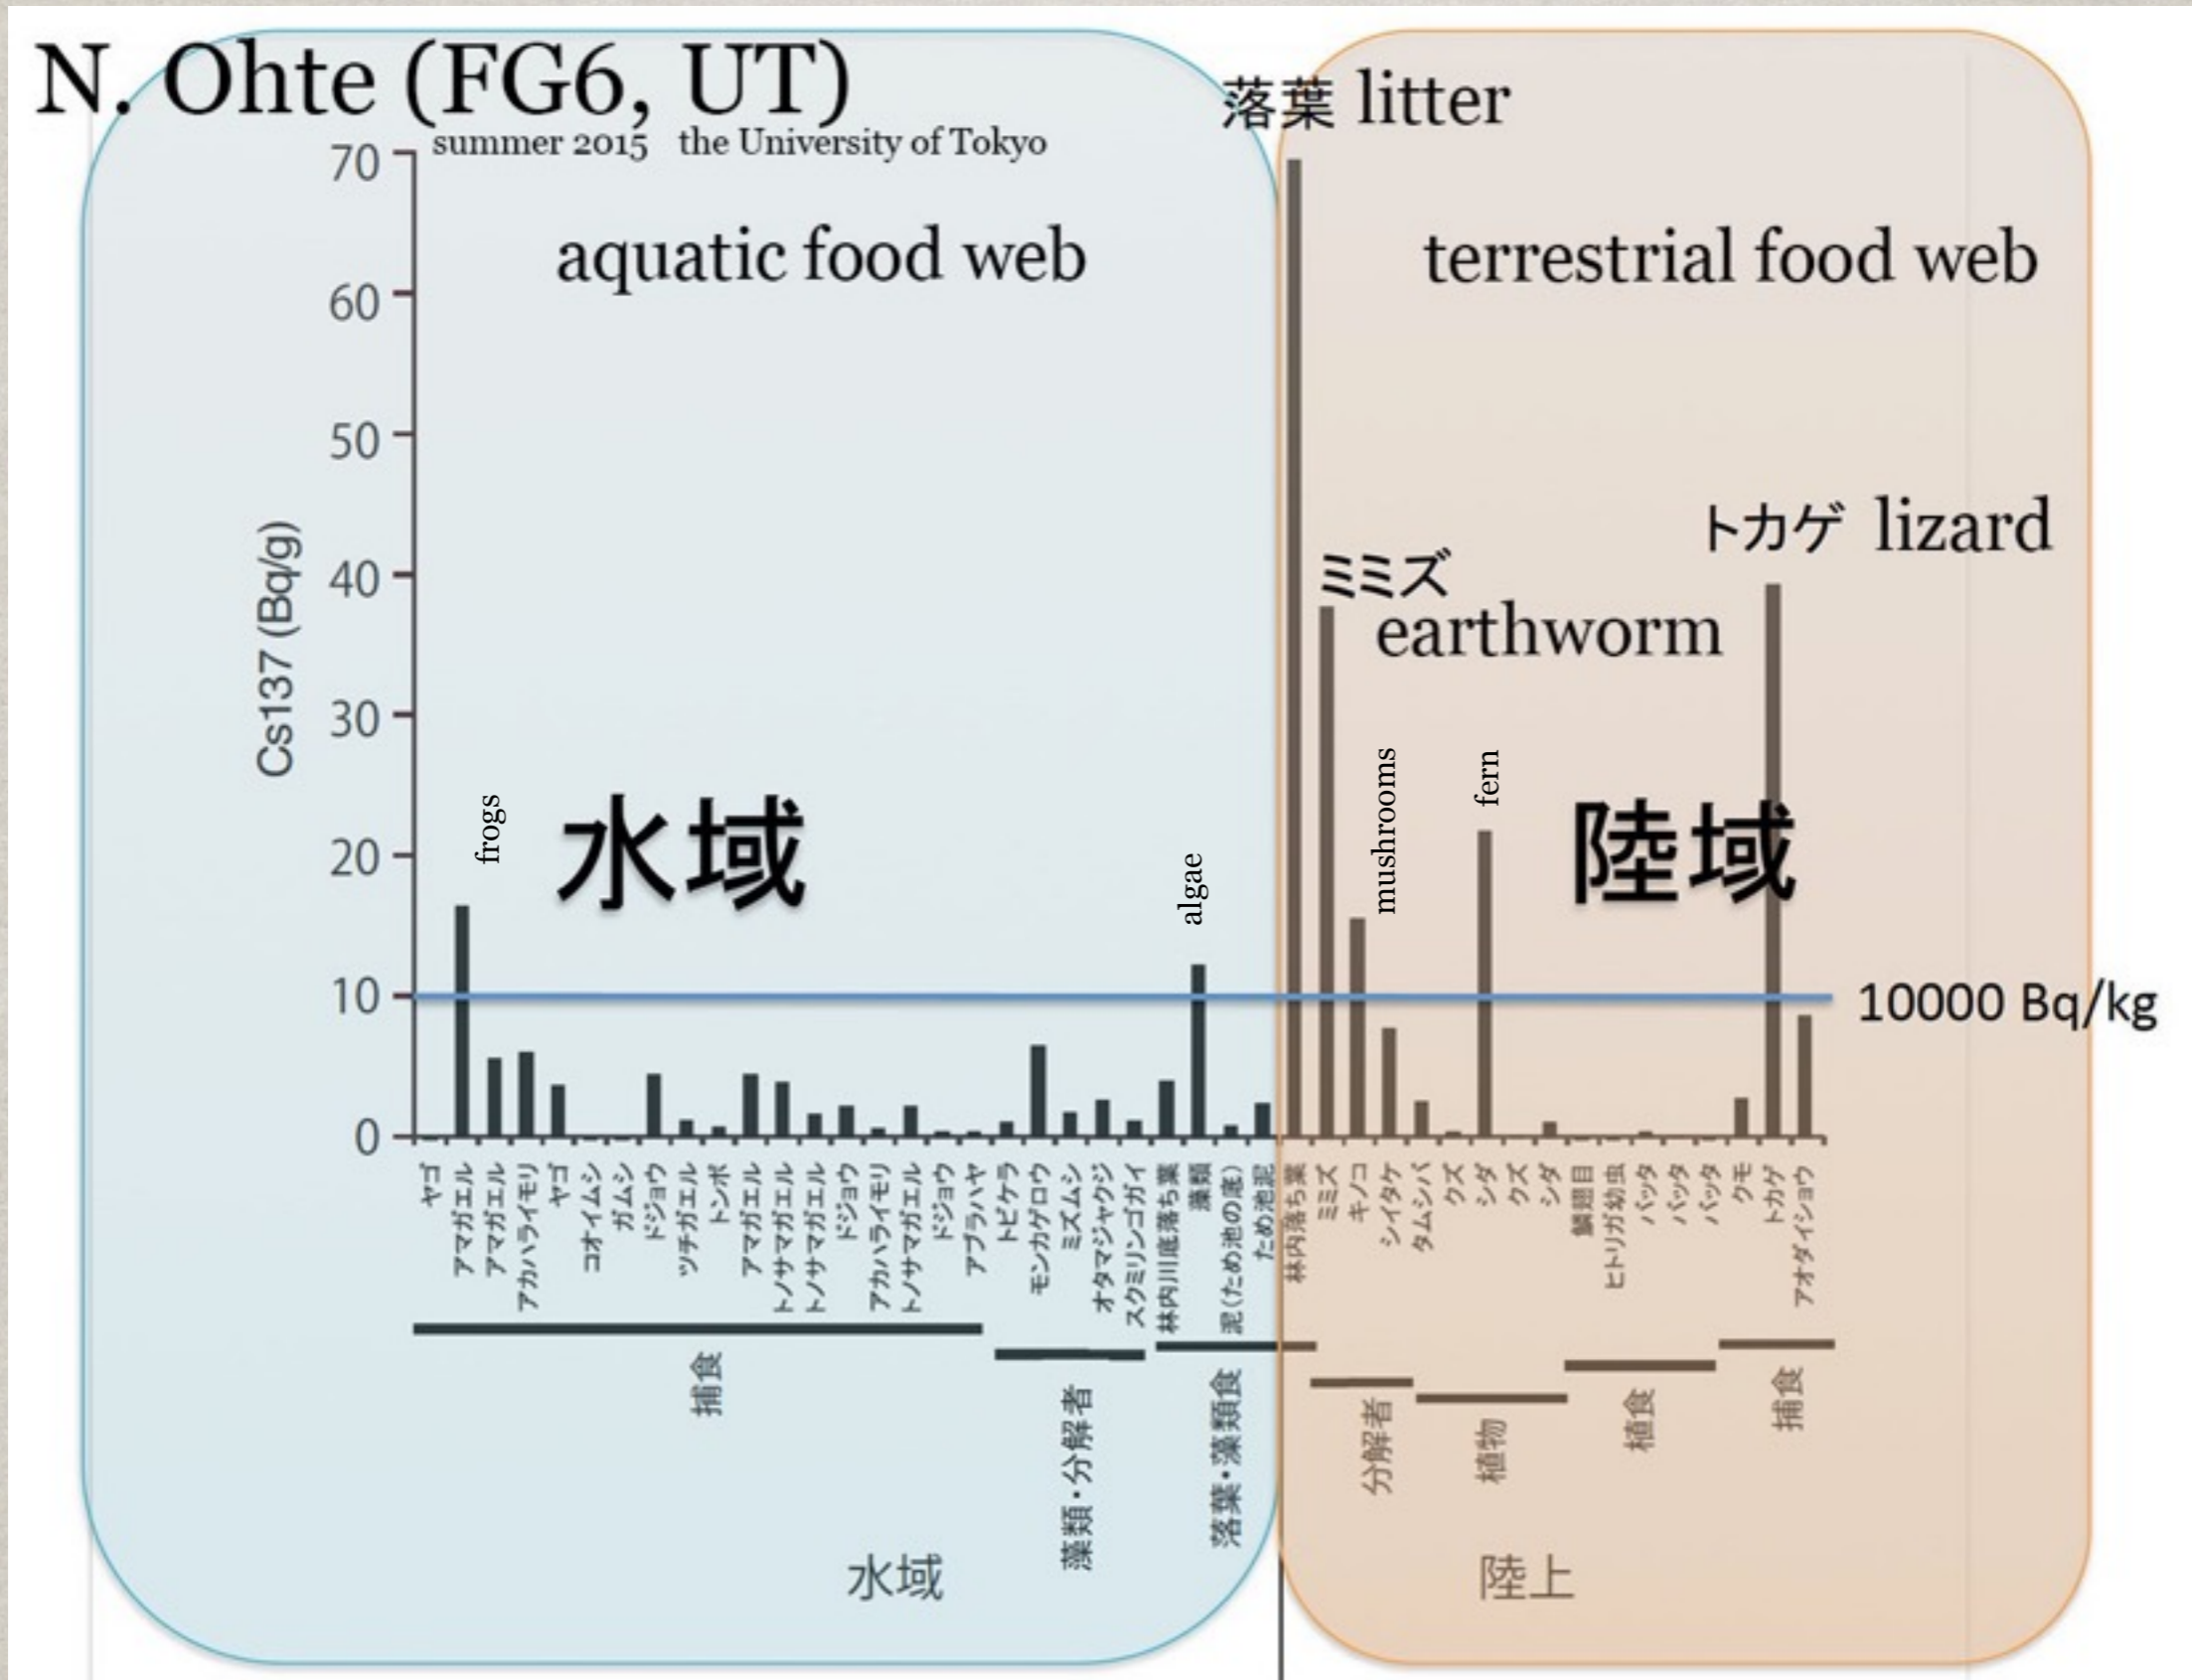 N. Ohte (FG6, UT)
summer 2015 the University of Tokyo
落葉 litter
aquatic food web
terrestrial food web
トカゲ lizard
ミミズ
earthworm
frogs
水域
algae
mushrooms
fern
陸域
10000 Bq/kg
Cs137 (Bq/g)
70
60
50
40
30
20
10
0
ヤゴ
アマガエル
アマガエル
アカハライモリ
ヤゴ
コオイムシ
ガムシ
ドジョウ
ツチガエル
トンボ
アマガエル
トノサマガエル
トノサマガエル
ドジョウ
アカハライモリ
トノサマガエル
ドジョウ
アブラハヤ
トビケラ
モンカゲロウ
ミズムシ
オタマジャクジ
スクミリンゴガイ
林内川底落ち葉
藻類
泥(ため池の底)
ため池泥
林内落ち葉
ミミズ
キノコ
シイタケ
タムシバ
クズ
シダ
クズ
シダ
鱗翅目
ヒトリガ幼虫
バッタ
バッタ
バッタ
クモ
トカゲ
アオダイショウ
捕食
藻類・分解者
落葉・藻類食
分解者
植物
植食
捕食
水域
陸上